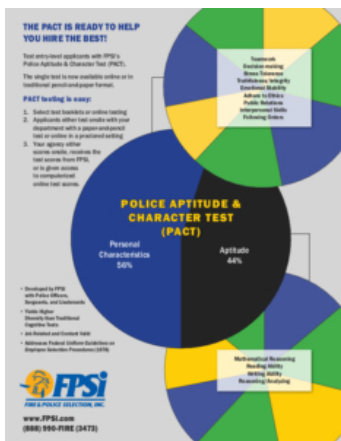 THE PACT IS READY TO HELP
YOU HIRE THE BEST!
Test entry-level applicants with FPSI's
Police Aptitude & Character Test (PACT).
The single test is now available online or in
traditional pencil-and-paper format.
PACT testing is easy:
1. Select test booklets or online testing
2. Applicants either test onsite with your
department with a paper-and-pencil
test or online in a proctored setting
3. Your agency either
scores onsite, receives the
test scores from FPSI,
or is given access
to computerized
online test scores.
Teamwork
Decision-making
Stress Tolerance
Truthfulness/Integrity
Emotional Stability
Adhere to Ethics
Public Relations
Interpersonal Skills
Following Orders
POLICE APTITUDE &
CHARACTER TEST
(PACT)
Personal
Characteristics
56%
Aptitude
44%
• Developed by FPSI
with Police Officers,
Sergeants, and Lieutenants
• Yields Higher
Diversity than Traditional
Cognitive Tests
• Job Related and Content Valid
• Addresses Federal Uniform Guidelines on
Employee Selection Procedures (1978)
Mathematical Reasoning
Reading Ability
Writing Ability
Reasoning/Analyzing
FPSi
FIRE & POLICE SELECTION, INC.
www.FPSI.com
(888) 990-FIRE (3473)